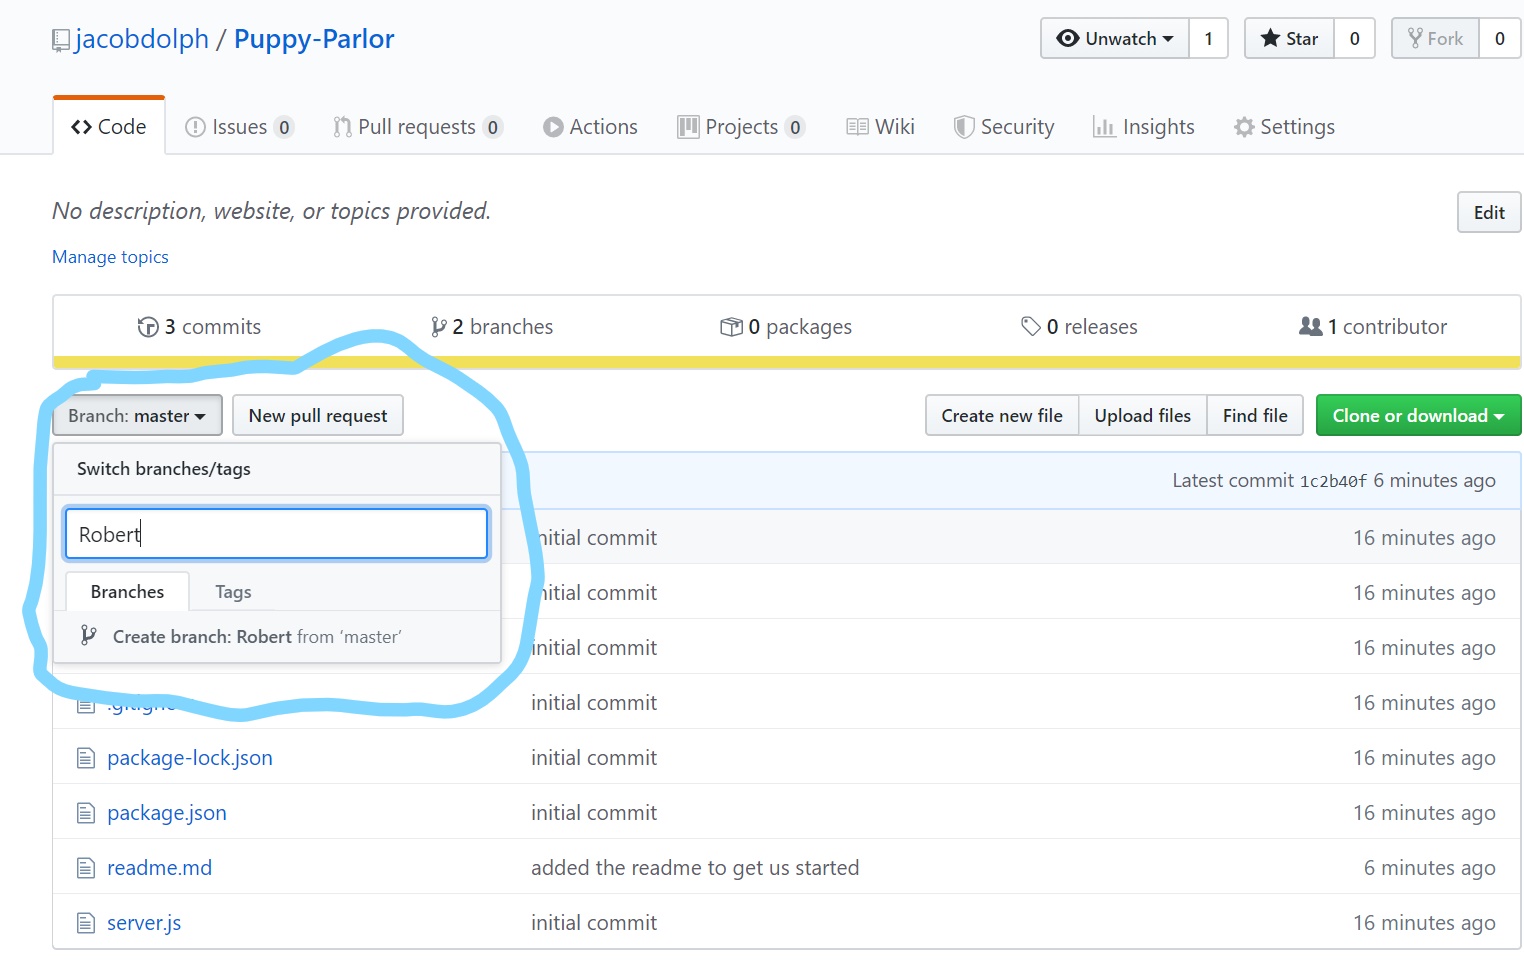 jacobdolph / Puppy-Parlor
Unwatch 1 Star 0 Fork 0
Code Issues 0 Pull requests 0 Actions Projects 0 Wiki Security Insights Settings
No description, website, or topics provided.
Edit
Manage topics
3 commits 2 branches 0 packages 0 releases 1 contributor
Branch: master New pull request Create new file Upload files Find file Clone or download
Switch branches/tags
Latest commit 1c2b40f 6 minutes ago
Robert
commit 16 minutes ago
Branches Tags
commit 16 minutes ago
Create branch: Robert from ‘master’
commit 16 minutes ago
initial commit 16 minutes ago
package-lock.json initial commit 16 minutes ago
package.json initial commit 16 minutes ago
readme.md added the readme to get us started 6 minutes ago
server.js initial commit 16 minutes ago